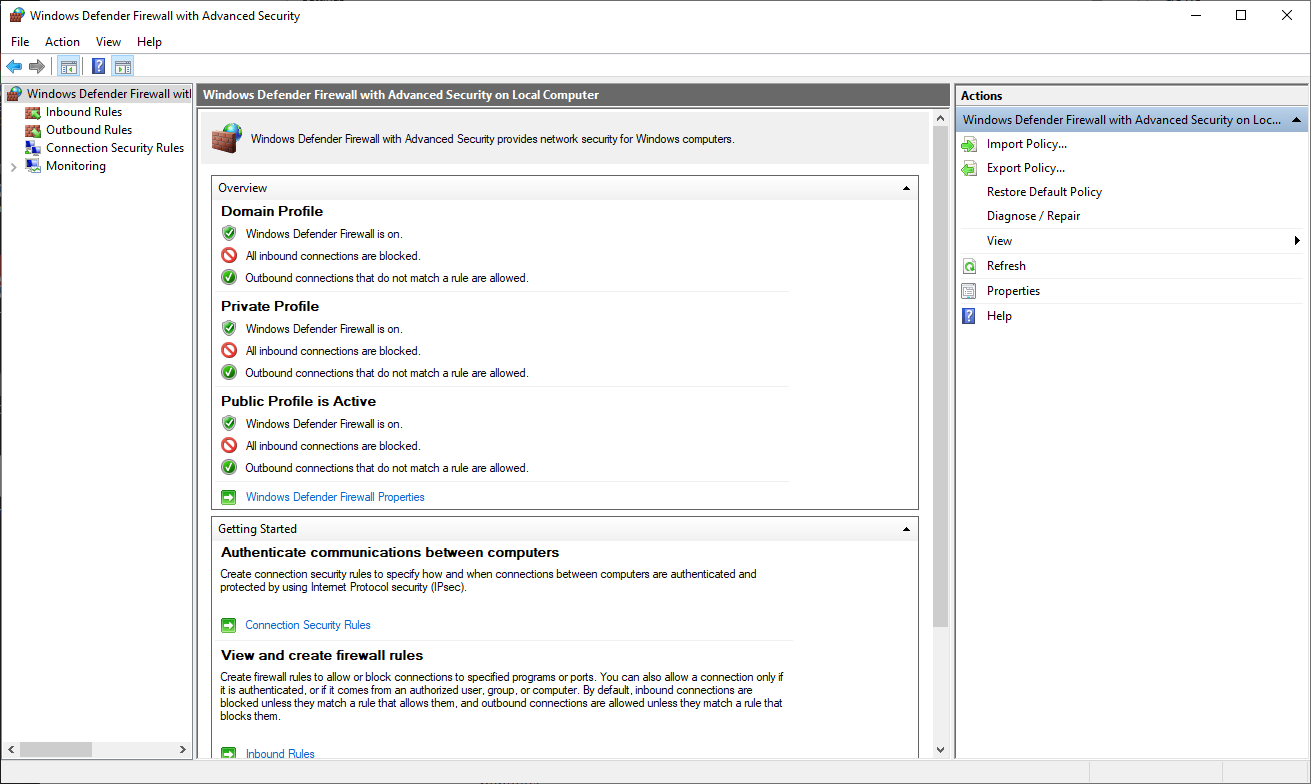 Windows Defender Firewall with Advanced Security
File Action View Help
Windows Defender Firewall wit
Inbound Rules
Outbound Rules
Connection Security Rules
Monitoring
Windows Defender Firewall with Advanced Security on Local Computer
Windows Defender Firewall with Advanced Security provides network security for Windows computers.
Overview
Domain Profile
Windows Defender Firewall is on.
All inbound connections are blocked.
Outbound connections that do not match a rule are allowed.
Private Profile
Windows Defender Firewall is on.
All inbound connections are blocked.
Outbound connections that do not match a rule are allowed.
Public Profile is Active
Windows Defender Firewall is on.
All inbound connections are blocked.
Outbound connections that do not match a rule are allowed.
Windows Defender Firewall Properties
Getting Started
Authenticate communications between computers
Create connection security rules to specify how and when connections between computers are authenticated and
protected by using Internet Protocol security (IPsec).
Connection Security Rules
View and create firewall rules
Create firewall rules to allow or block connections to specified programs or ports. You can also allow a connection only if
it is authenticated, or if it comes from an authorized user, group, or computer. By default, inbound connections are
blocked unless they match a rule that allows them, and outbound connections are allowed unless they match a rule that
blocks them.
Inbound Rules
Actions
Windows Defender Firewall with Advanced Security on Loc...
Import Policy...
Export Policy...
Restore Default Policy
Diagnose / Repair
View
Refresh
Properties
Help